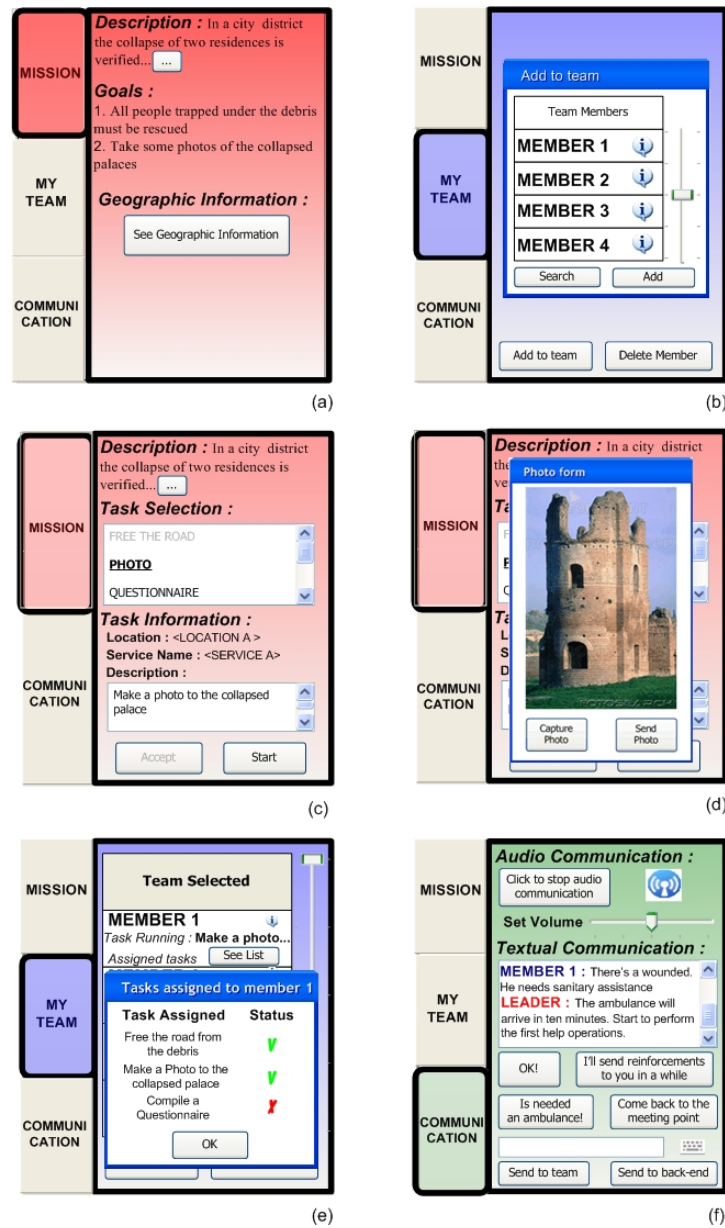 MISSION
MY
TEAM
COMMUNI
CATION
Description : In a city district
the collapse of two residences is
verified... ...
Goals :
1. All people trapped under the debris
must be rescued
2. Take some photos of the collapsed
palaces
Geographic Information :
See Geographic Information
(a)
MISSION
MY
TEAM
COMMUNI
CATION
Add to team
Team Members
MEMBER 1
MEMBER 2
MEMBER 3
MEMBER 4
Search Add
Add to team Delete Member
(b)
MISSION
COMMUNI
CATION
Description : In a city district
the collapse of two residences is
verified... ...
Task Selection :
FREE THE ROAD
PHOTO
QUESTIONNAIRE
Task Information :
Location : <LOCATION A >
Service Name : <SERVICE A>
Description :
Make a photo to the collapsed
palace
Accept Start
(c)
MISSION
COMMUNI
CATION
Description : In a city district
the
ve
Ta
F
P
Q
Ta
L
S
D
Photo form
FOTOSEARCH
Capture
Photo
Send
Photo
(d)
MISSION
MY
TEAM
COMMUNI
CATION
Team Selected
MEMBER 1
Task Running : Make a photo...
Assigned tasks See List
Tasks assigned to member 1
Task Assigned Status
Free the road from
the debris
V
Make a Photo to the
collapsed palace
V
Compile a
Questionnaire
X
OK
(e)
MISSION
MY
TEAM
COMMUNI
CATION
Audio Communication :
Click to stop audio
communication
Set Volume
Textual Communication :
MEMBER 1 : There's a wounded.
He needs sanitary assistance
LEADER : The ambulance will
arrive in ten minutes. Start to perform
the first help operations.
OK!
I'll send reinforcements
to you in a while
Is needed
an ambulance!
Come back to the
meeting point
Send to team Send to back-end
(f)